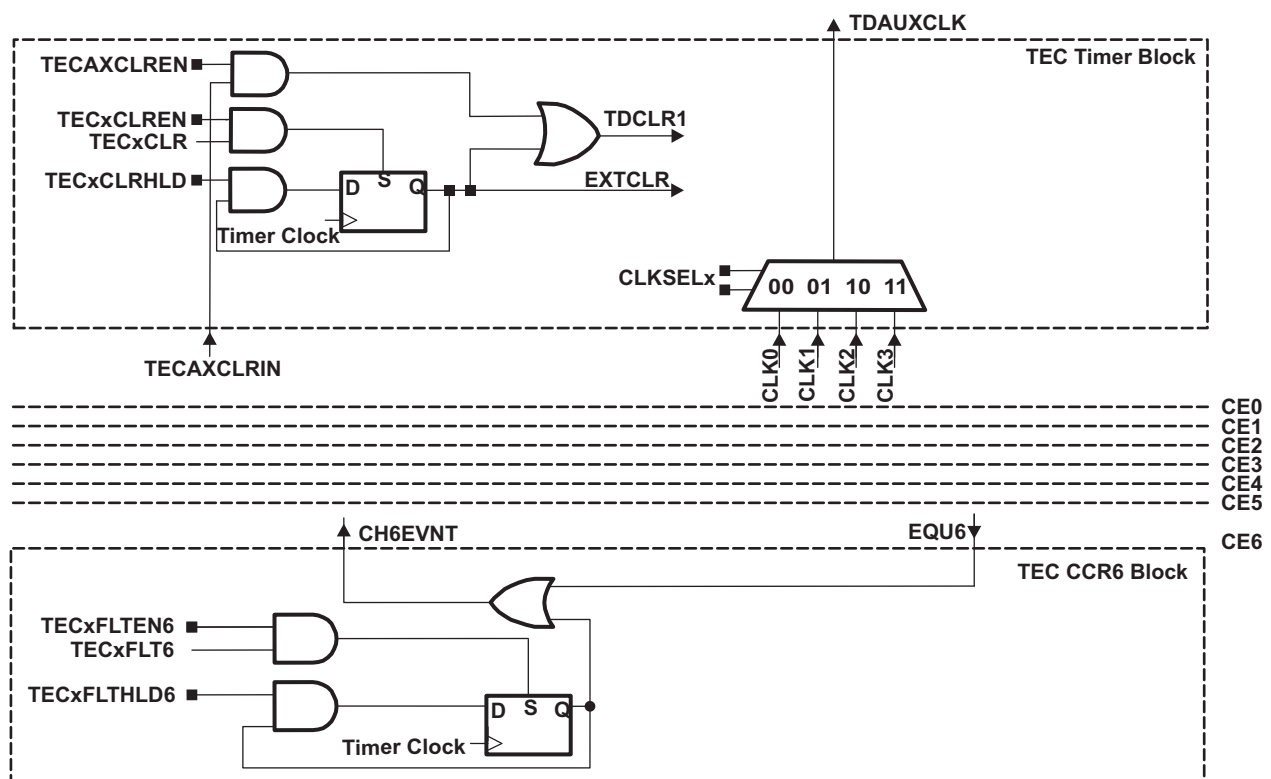 TDAUXCLK
TEC Timer Block
TECAXCLREN
TECxCLREN
TECxCLR
TDCLR1
TECxCLRHLD
D S Q
EXTCLR
Timer Clock
CLKSELx
00 01 10 11
TECAXCLRIN
CLK0
CLK1
CLK2
CLK3
CE0
CE1
CE2
CE3
CE4
CE5
CH6EVNT
EQU6
CE6
TEC CCR6 Block
TECxFLTEN6
TECxFLT6
TECxFLTHLD6
D S Q
Timer Clock